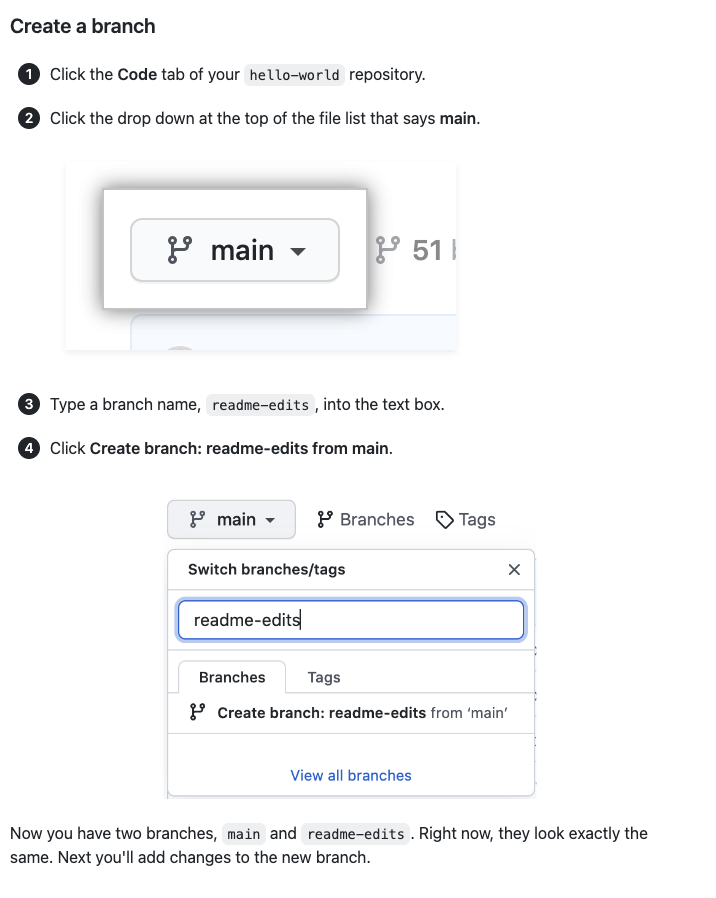 Create a branch
1 Click the Code tab of your hello-world repository.
2 Click the drop down at the top of the file list that says main.
main
51
3 Type a branch name, readme-edits, into the text box.
4 Click Create branch: readme-edits from main.
main Branches Tags
Switch branches/tags
readme-edits
Branches Tags
Create branch: readme-edits from ‘main’
View all branches
Now you have two branches, main and readme-edits. Right now, they look exactly the
same. Next you'll add changes to the new branch.